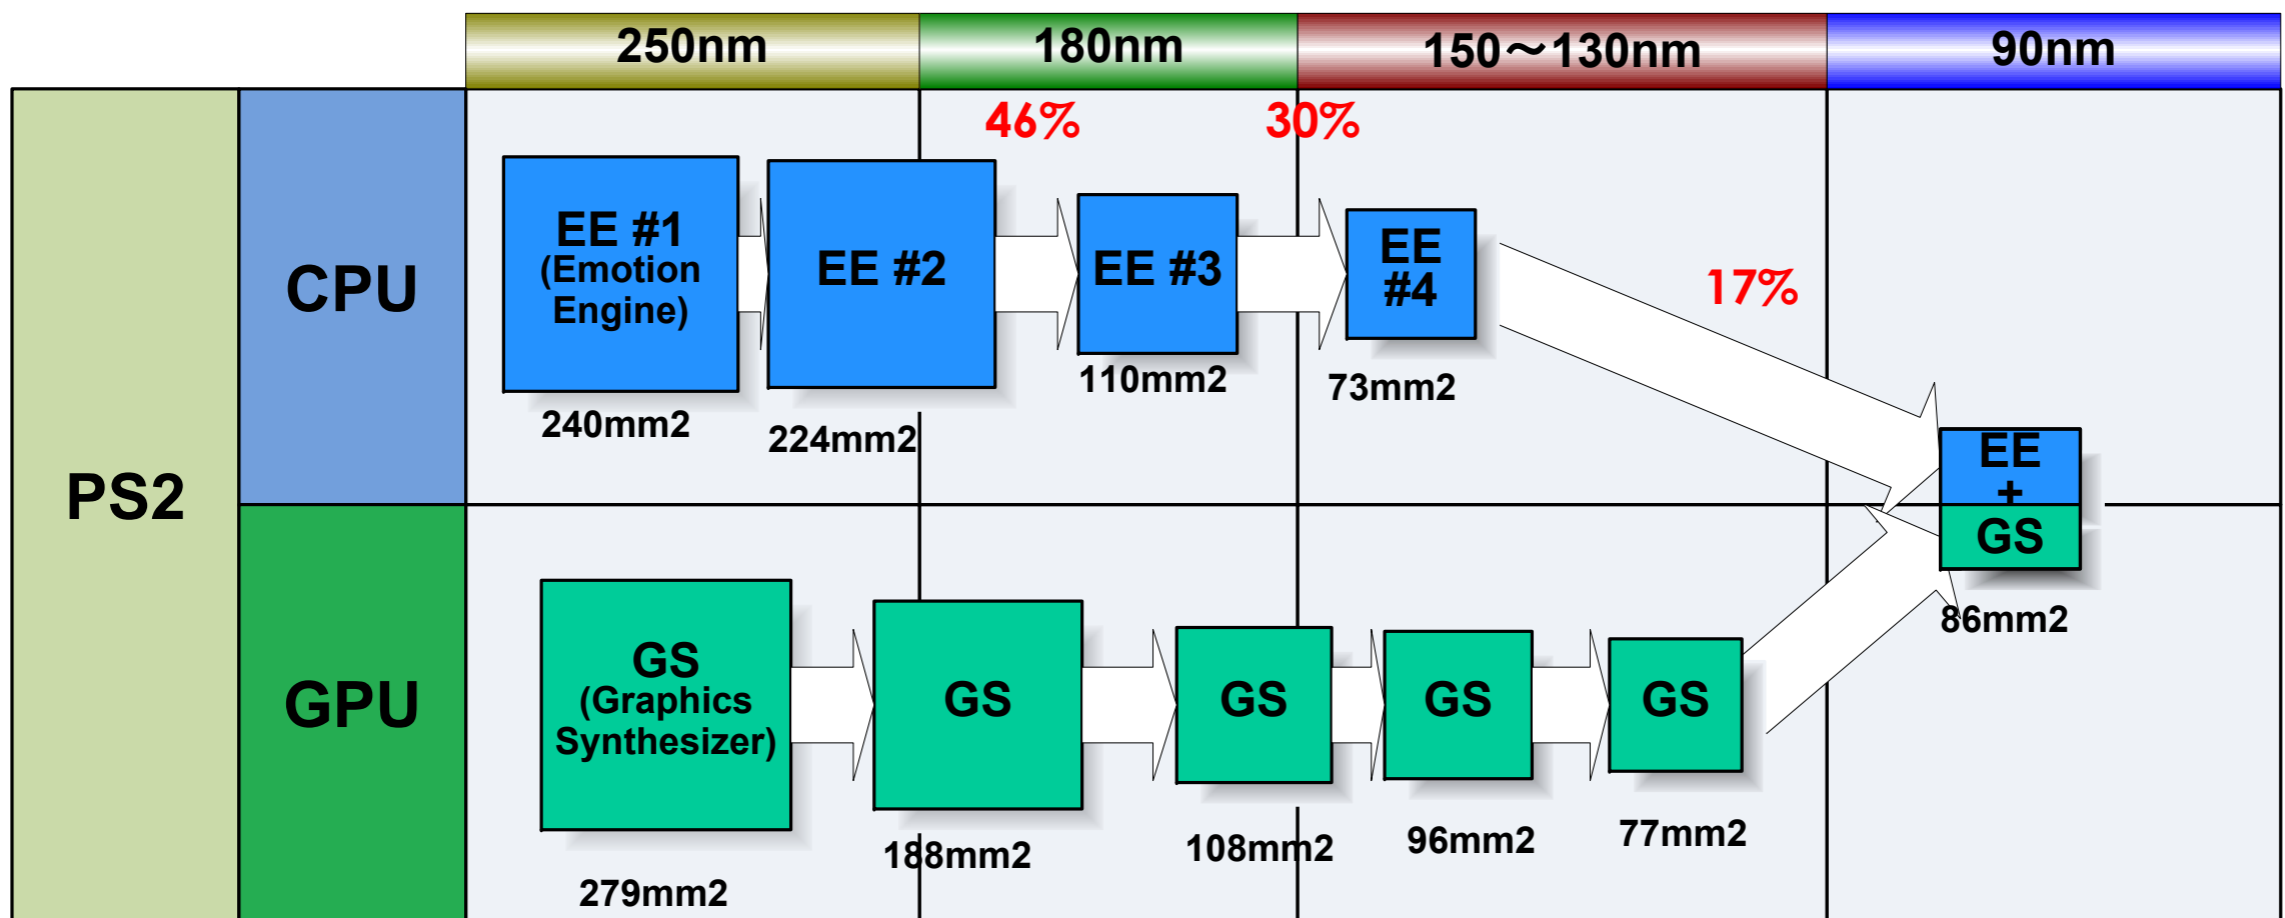 250nm
180nm
150～130nm
90nm
PS2
CPU
46%
30%
17%
EE #1
(Emotion
Engine)
240mm2
EE #2
224mm2
EE #3
110mm2
EE
#4
73mm2
EE
+
GS
86mm2
GPU
GS
(Graphics
Synthesizer)
279mm2
GS
188mm2
GS
108mm2
GS
96mm2
GS
77mm2